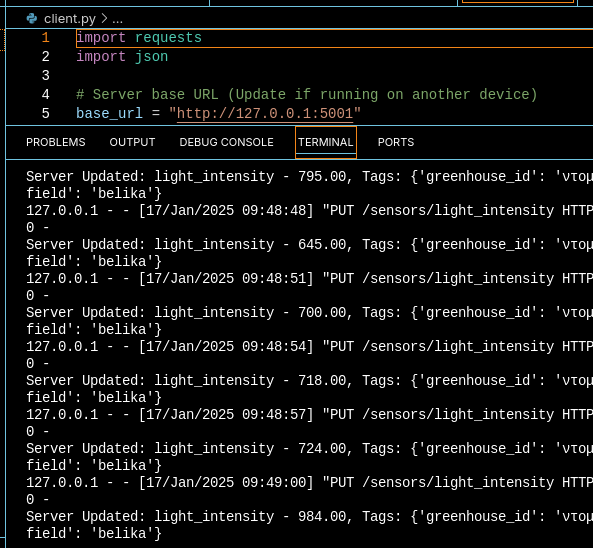 client.py > ...
1 import requests
2 import json
3
4 # Server base URL (Update if running on another device)
5 base_url = "http://127.0.0.1:5001"
PROBLEMS OUTPUT DEBUG CONSOLE TERMINAL PORTS
Server Updated: light_intensity - 795.00, Tags: {'greenhouse_id': 'ντομ
field': 'belika'}
127.0.0.1 - - [17/Jan/2025 09:48:48] "PUT /sensors/light_intensity HTTP
0 -
Server Updated: light_intensity - 645.00, Tags: {'greenhouse_id': 'ντομ
field': 'belika'}
127.0.0.1 - - [17/Jan/2025 09:48:51] "PUT /sensors/light_intensity HTTP
0 -
Server Updated: light_intensity - 700.00, Tags: {'greenhouse_id': 'ντομ
field': 'belika'}
127.0.0.1 - - [17/Jan/2025 09:48:54] "PUT /sensors/light_intensity HTTP
0 -
Server Updated: light_intensity - 718.00, Tags: {'greenhouse_id': 'ντομ
field': 'belika'}
127.0.0.1 - - [17/Jan/2025 09:48:57] "PUT /sensors/light_intensity HTTP
0 -
Server Updated: light_intensity - 724.00, Tags: {'greenhouse_id': 'ντομ
field': 'belika'}
127.0.0.1 - - [17/Jan/2025 09:49:00] "PUT /sensors/light_intensity HTTP
0 -
Server Updated: light_intensity - 984.00, Tags: {'greenhouse_id': 'ντομ
field': 'belika'}